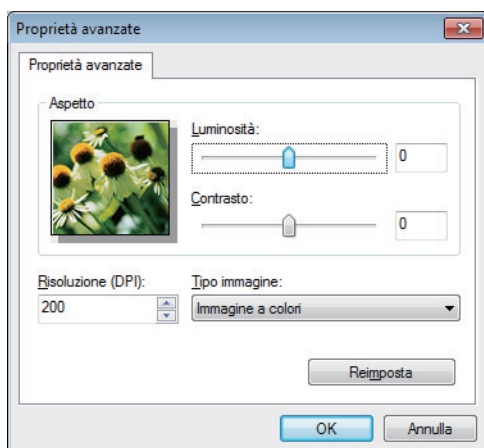 Proprietà avanzate
Proprietà avanzate
Aspetto
Luminosità:
0
Contrasto:
0
Risoluzione (DPI):
Tipo immagine:
200
Immagine a colori
Reimposta
OK
Annulla